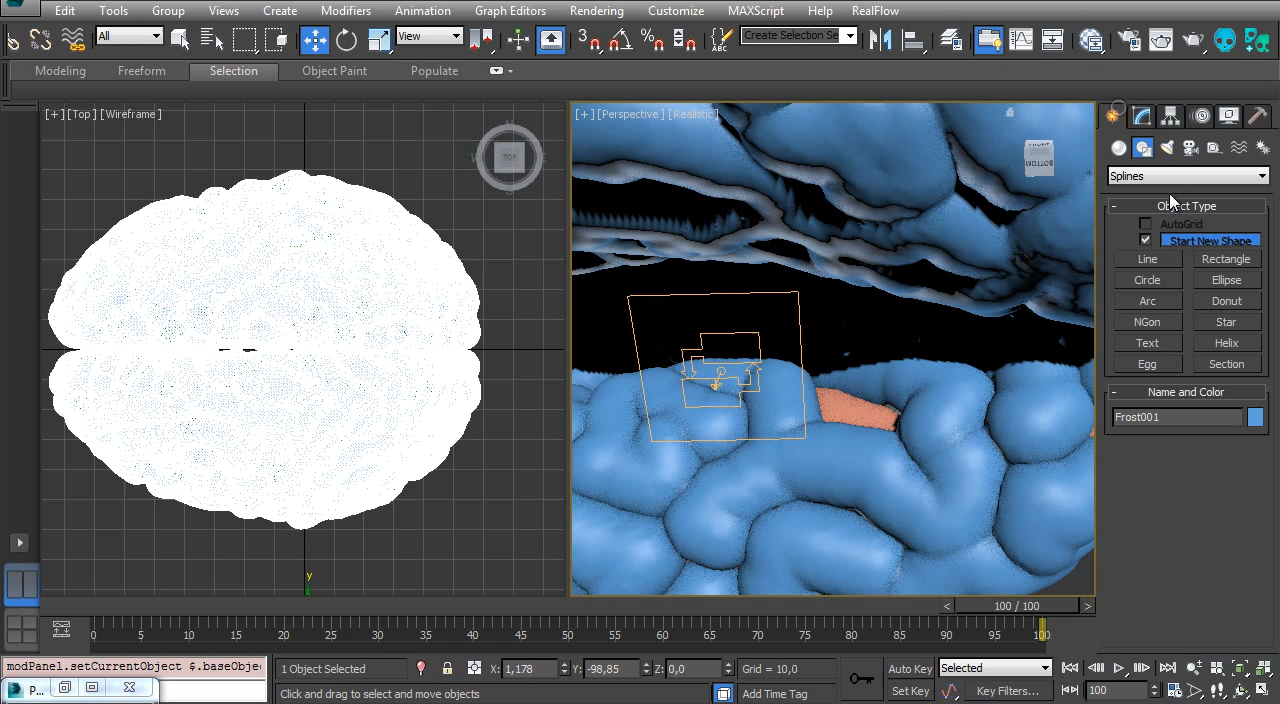 Edit Tools Group Views Create Modifiers Animation Graph Editors Rendering Customize MAXScript Help RealFlow
All View 3 % ABC Create Selection Se
Modeling Freeform Selection Object Paint Populate
[+][Top][Wireframe]
TOP
[+][Perspective][Realistic]
BOTTOM
Splines
- Object Type
AutoGrid
Start New Shape
Line Rectangle
Circle Ellipse
Arc Donut
NGon Star
Text Helix
Egg Section
- Name and Color
Frost001
y
< 100 / 100 >
0 5 10 15 20 25 30 35 40 45 50 55 60 65 70 75 80 85 90 95 100
modPanel.setCurrentObject $.baseObje
1 Object Selected X: 1,178 Y: -98,85 Z: 0,0 Grid = 10,0 Auto Key Selected
P...
Click and drag to select and move objects Add Time Tag Set Key Key Filters... 100